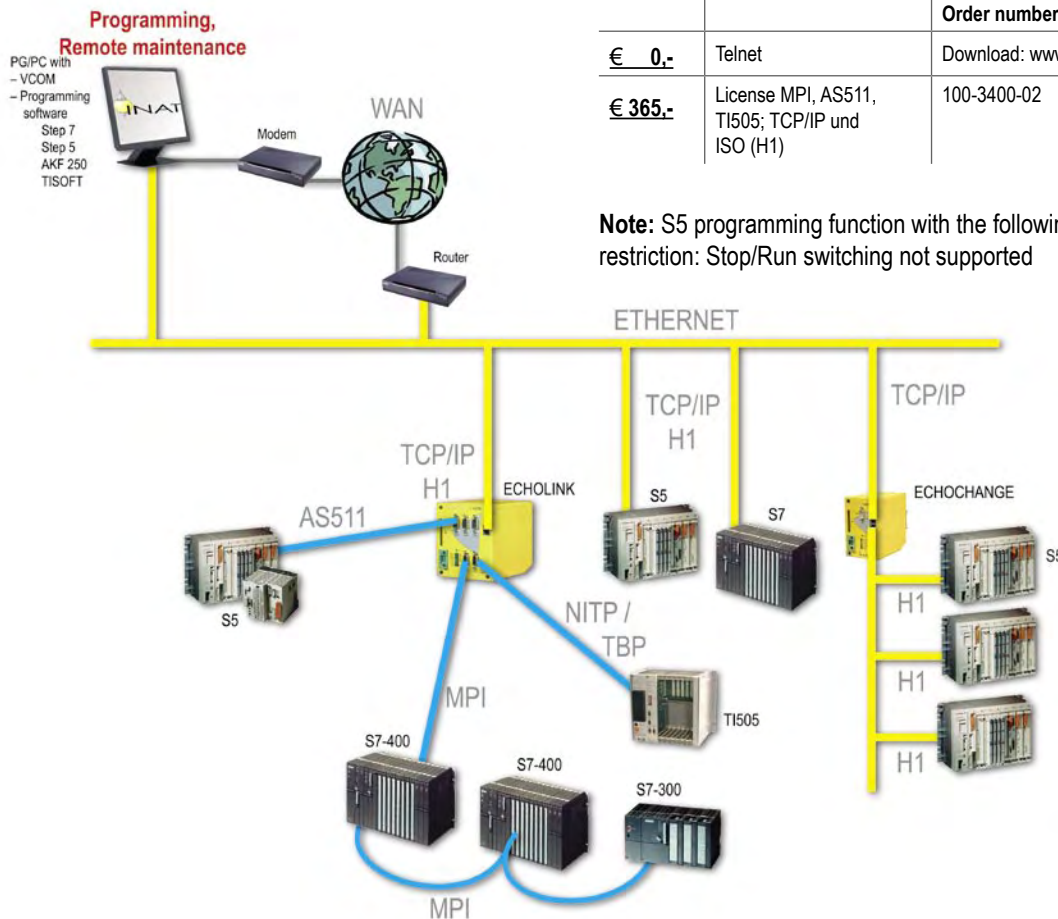 Programming,
Remote maintenance
PG/PC with
– VCOM
– Programming
software
Step 7
Step 5
AKF 250
TISOFT
INAT
Modem
WAN
Router
Order number
€ 0,-
Telnet
Download: www
€ 365,-
License MPI, AS511,
TI505; TCP/IP und
ISO (H1)
100-3400-02
Note: S5 programming function with the
restriction: Stop/Run switching not supported
ETHERNET
TCP/IP
H1
ECHOLINK
AS511
S5
TCP/IP
H1
S5
S7
TCP/IP
ECHOCHANGE
S5
H1
H1
H1
NITP /
TBP
TI505
MPI
S7-400
S7-400
S7-300
MPI